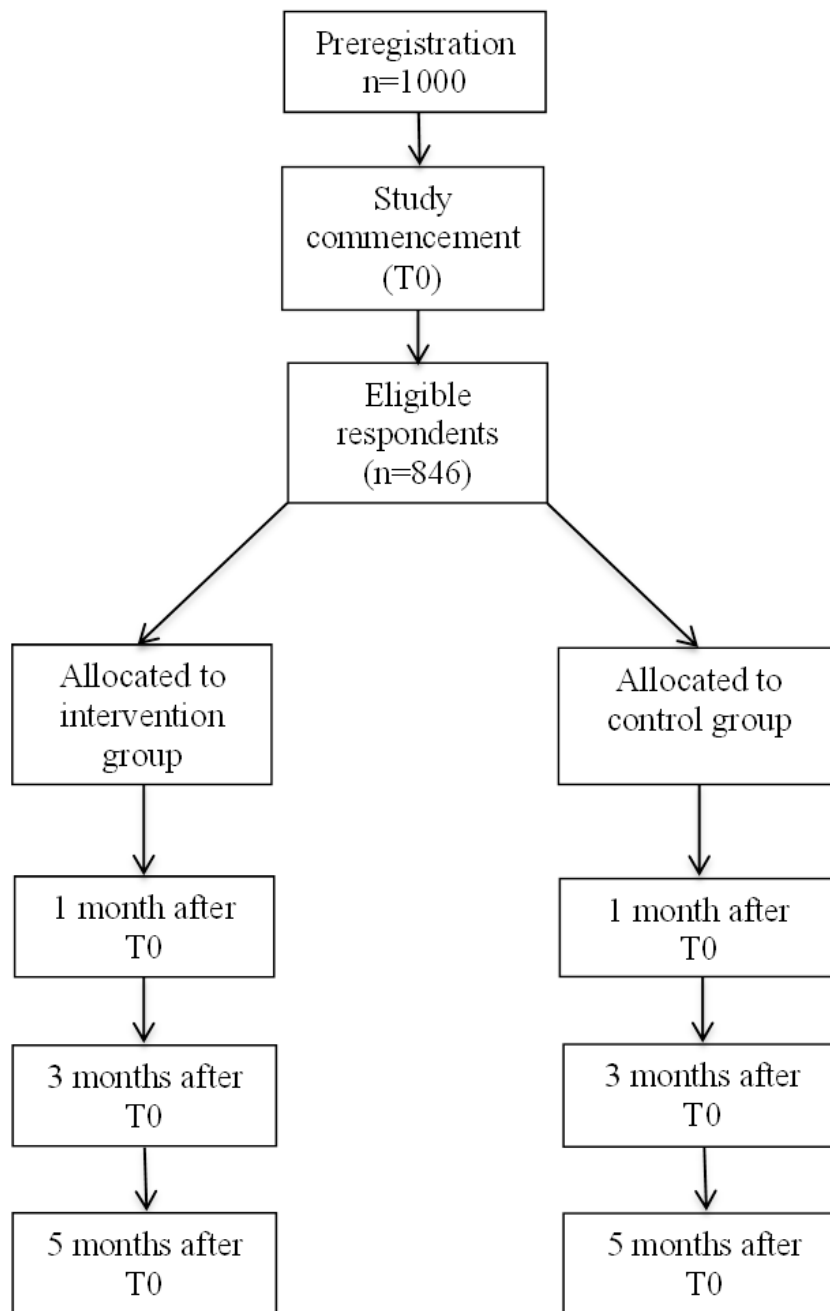 Preregistration
n=1000
Study
commencement
(T0)
Eligible
respondents
(n=846)
Allocated to
intervention
group
Allocated to
control group
1 month after
T0
1 month after
T0
3 months after
T0
3 months after
T0
5 months after
T0
5 months after
T0